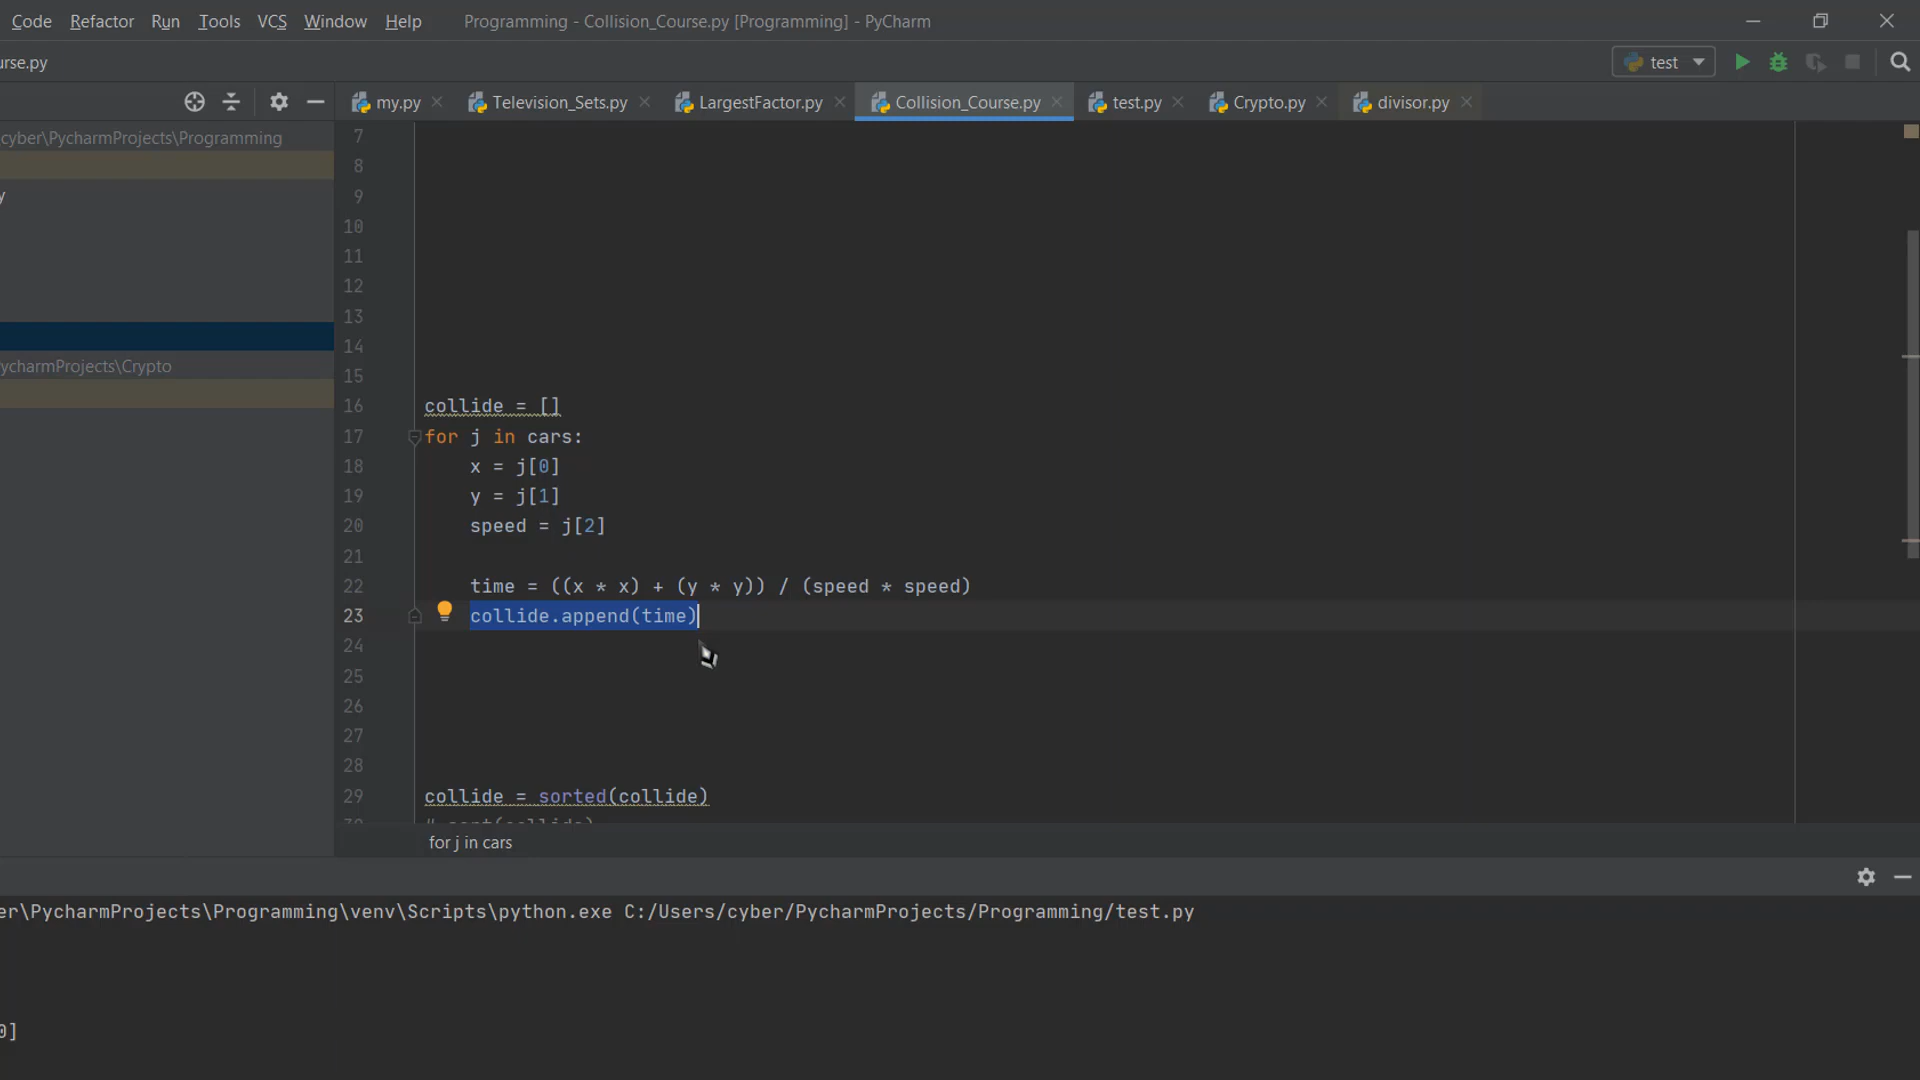 Code Refactor Run Tools VCS Window Help Programming - Collision_Course.py [Programming] - PyCharm
urse.py
test
my.py Television_Sets.py LargestFactor.py Collision_Course.py test.py Crypto.py divisor.py
cyber\PycharmProjects\Programming
y
ycharmProjects\Crypto
7
8
9
10
11
12
13
14
15
16 collide = []
17 for j in cars:
18 x = j[0]
19 y = j[1]
20 speed = j[2]
21
22 time = ((x * x) + (y * y)) / (speed * speed)
23 collide.append(time)
24
25
26
27
28
29 collide = sorted(collide)
30 # sort(collide)
for j in cars
er\PycharmProjects\Programming\venv\Scripts\python.exe C:/Users/cyber/PycharmProjects/Programming/test.py
0]